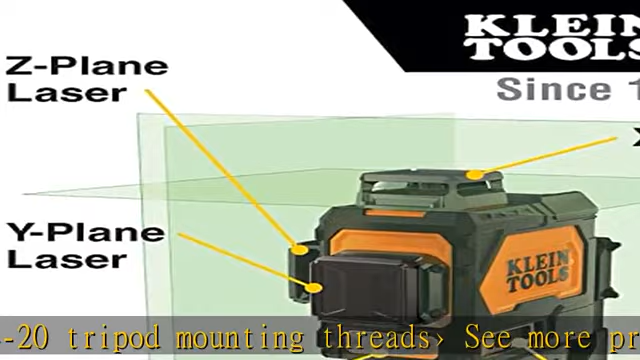 KLEIN
TOOLS
Since 1
Z-Plane
Laser
Y-Plane
Laser
KLEIN
TOOLS
-20 tripod mounting threads› See more pr